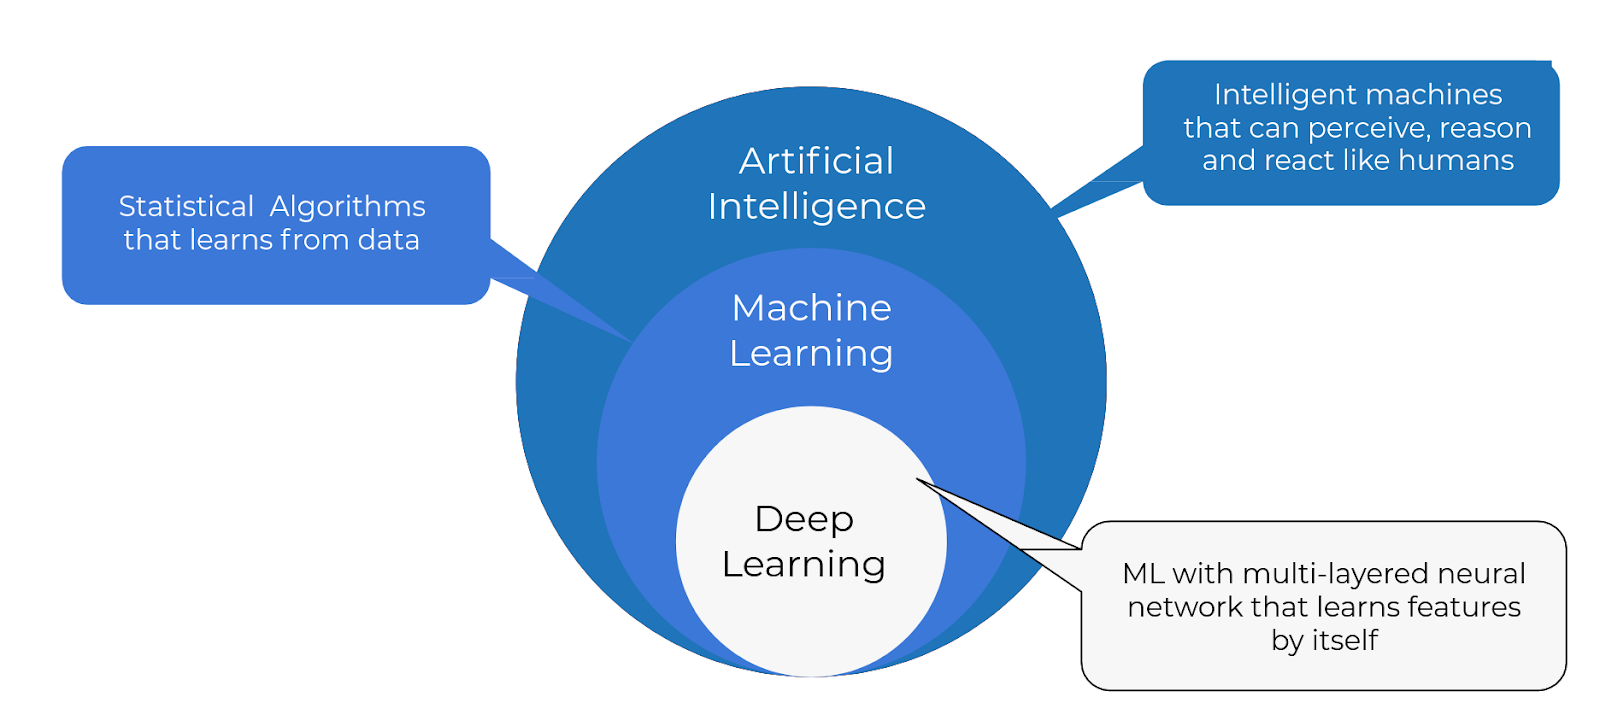 Intelligent machines
that can perceive, reason
and react like humans
Artificial
Intelligence
Statistical  Algorithms
that learns from data
Machine
Learning
Deep
Learning
ML with multi-layered neural
network that learns features
by itself